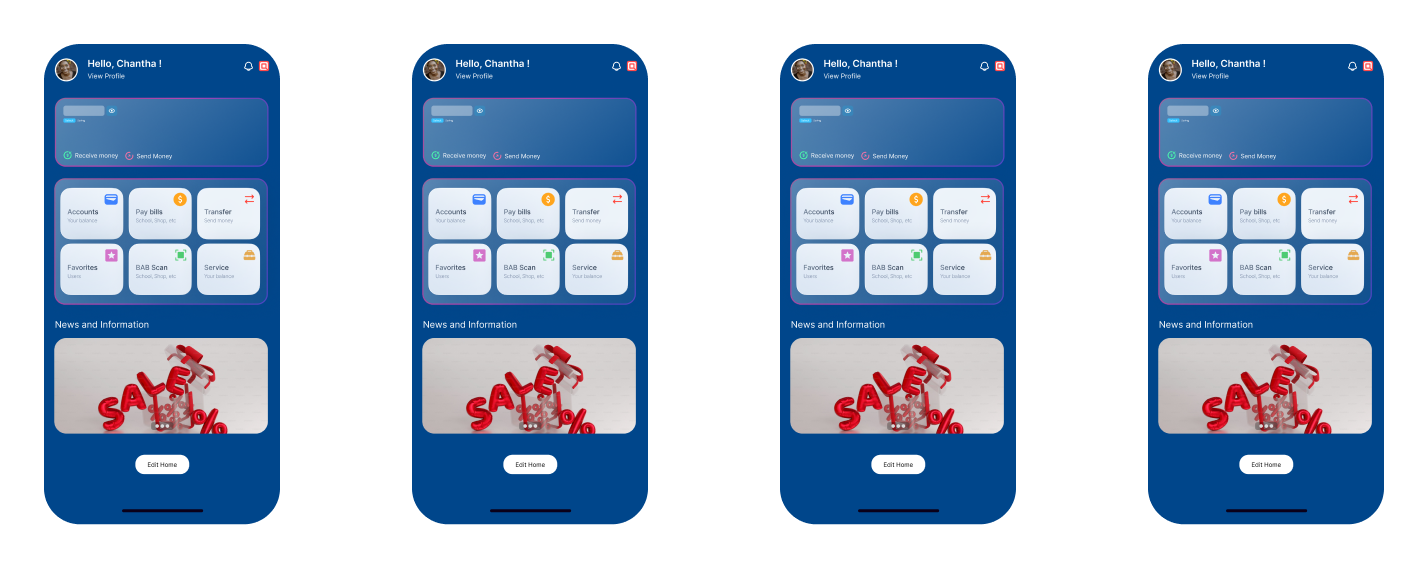 Hello, Chantha !
View Profile
Receive money
Send Money
Accounts
Your balance
Pay bills
School, Shop, etc
Transfer
Send money
Favorites
Users
BAB Scan
School, Shop, etc
Service
Your balance
News and Information
SALE
%
Edit Home
Hello, Chantha !
View Profile
Receive money
Send Money
Accounts
Your balance
Pay bills
School, Shop, etc
Transfer
Send money
Favorites
Users
BAB Scan
School, Shop, etc
Service
Your balance
News and Information
SALE
%
Edit Home
Hello, Chantha !
View Profile
Receive money
Send Money
Accounts
Your balance
Pay bills
School, Shop, etc
Transfer
Send money
Favorites
Users
BAB Scan
School, Shop, etc
Service
Your balance
News and Information
SALE
%
Edit Home
Hello, Chantha !
View Profile
Receive money
Send Money
Accounts
Your balance
Pay bills
School, Shop, etc
Transfer
Send money
Favorites
Users
BAB Scan
School, Shop, etc
Service
Your balance
News and Information
SALE
%
Edit Home